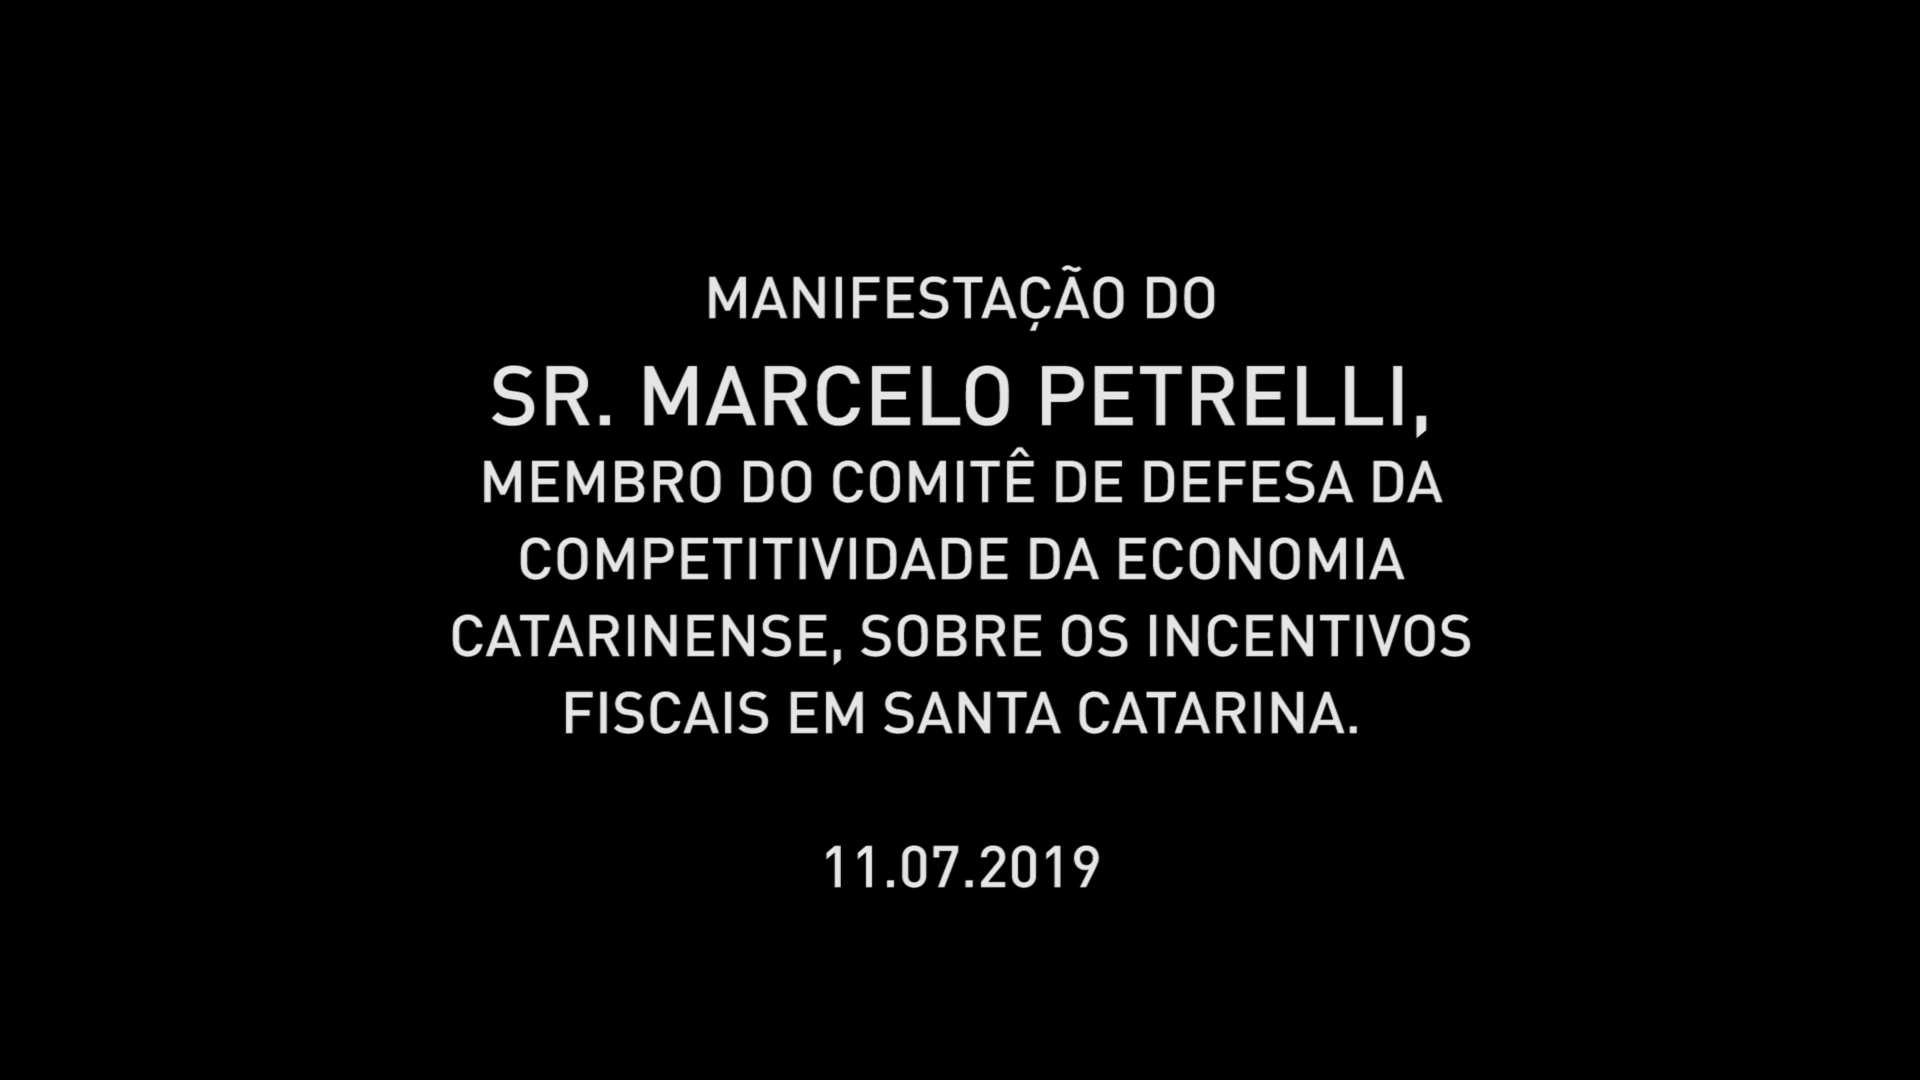 MANIFESTAÇÃO DO
SR. MARCELO PETRELLI,
MEMBRO DO COMITÊ DE DEFESA DA
COMPETITIVIDADE DA ECONOMIA
CATARINENSE, SOBRE OS INCENTIVOS
FISCAIS EM SANTA CATARINA.
11.07.2019